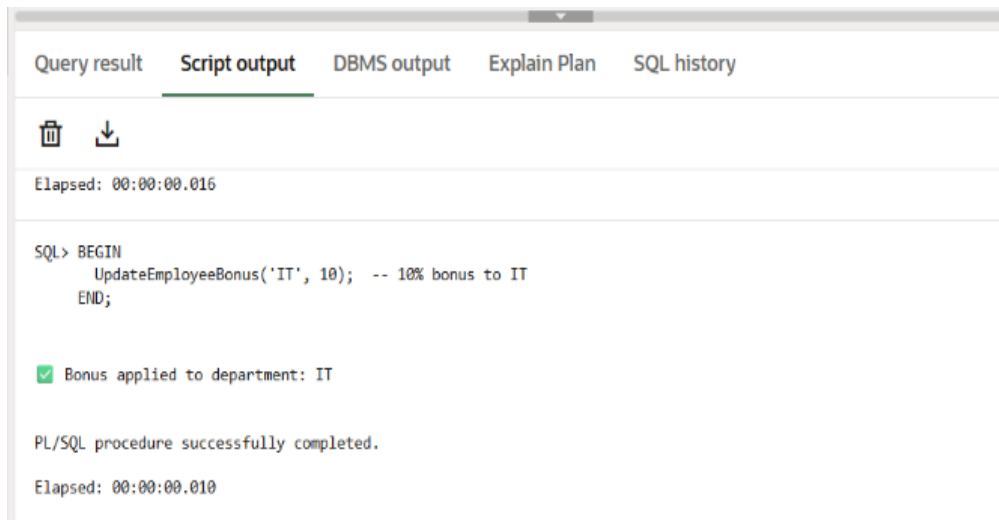 Query result Script output DBMS output Explain Plan SQL history
Elapsed: 00:00:00.016
SQL> BEGIN
UpdateEmployeeBonus('IT', 10); -- 10% bonus to IT
END;
✅ Bonus applied to department: IT
PL/SQL procedure successfully completed.
Elapsed: 00:00:00.010